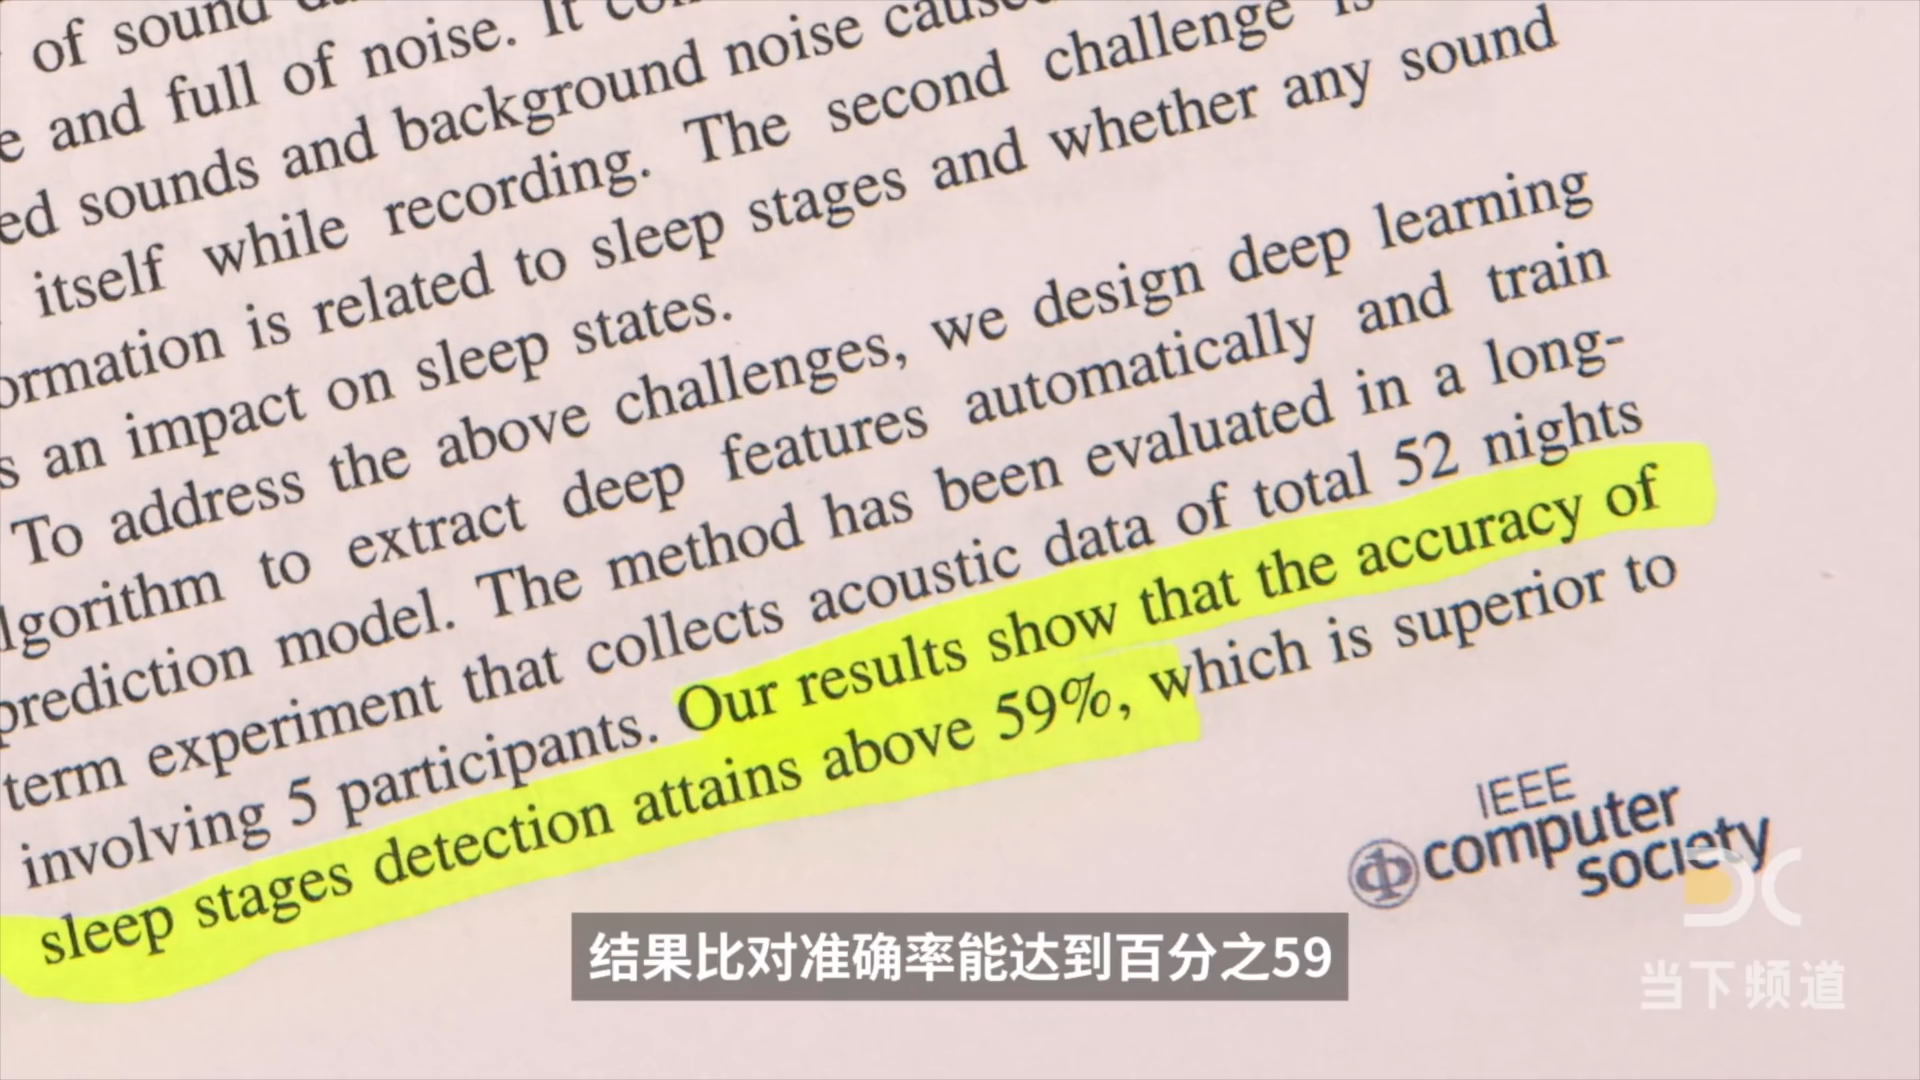 of sound
and full of noise. It
sounds and background noise
itself while recording. The second challenge
is related to sleep stages and whether any sound
an impact on sleep states.
To address the above challenges, we design deep learning
to extract deep features automatically and train
prediction model. The method has been evaluated in a long-
term experiment that collects acoustic data of total 52 nights
involving 5 participants. Our results show that the accuracy of
sleep stages detection attains above 59%, which is superior to
IEEE
computer
society
结果比对准确率能达到百分之59
当下频道